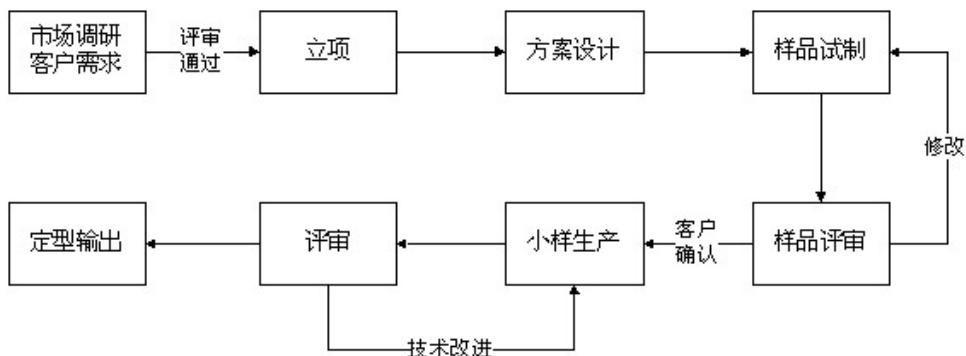 市场调研
客户需求
评审
通过
立项
方案设计
样品试制
修改
定型输出
评审
小样生产
客户
确认
样品评审
技术改进